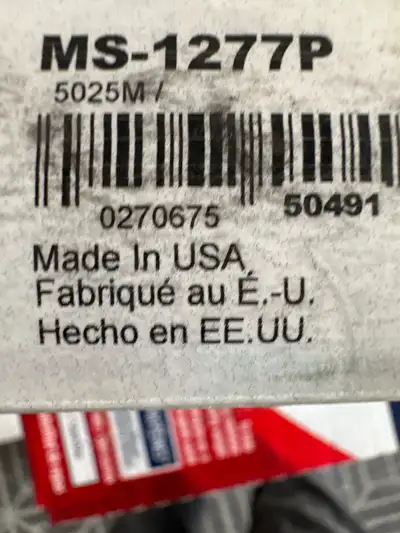 MS-1277P
5025M /
0270675 50491
Made In USA
Fabriqué au É.-U.
Hecho en EE.UU.